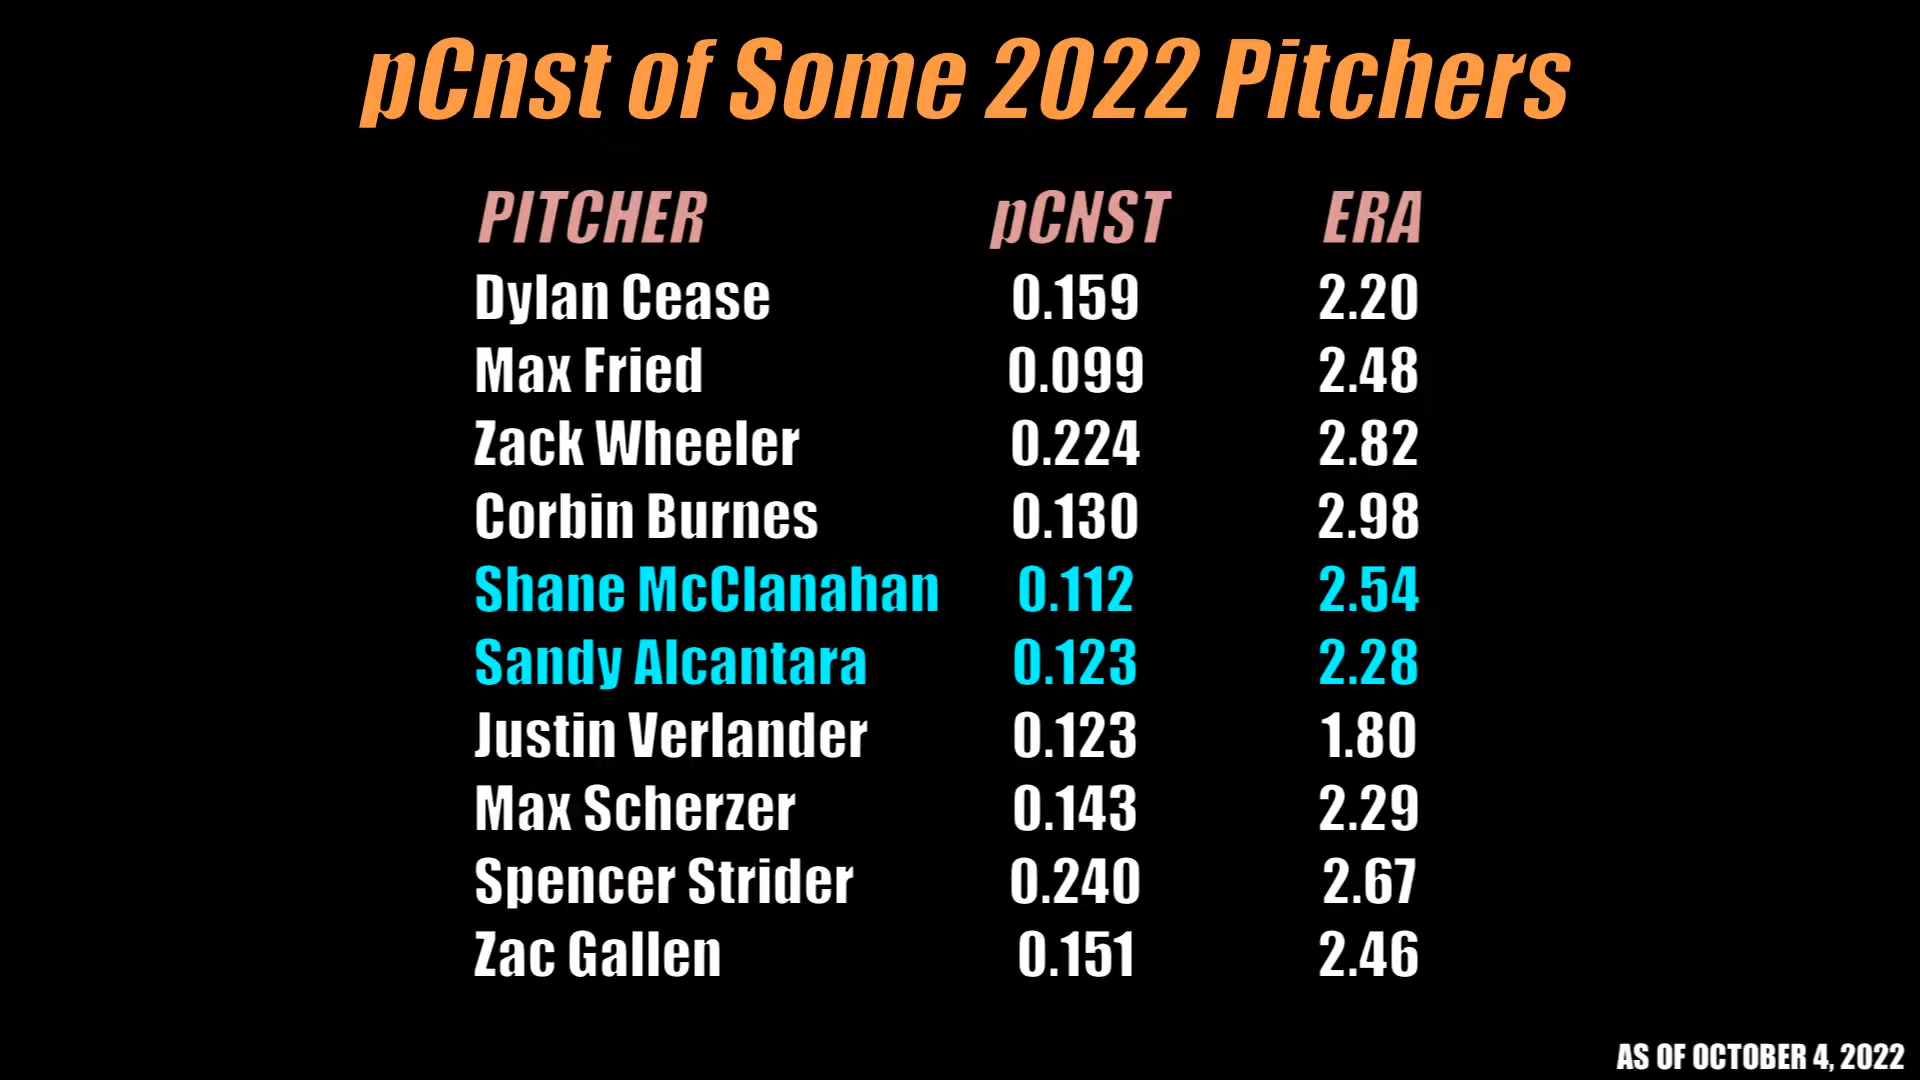 pCnst of Some 2022 Pitchers
PITCHER pCNST ERA
Dylan Cease 0.159 2.20
Max Fried 0.099 2.48
Zack Wheeler 0.224 2.82
Corbin Burnes 0.130 2.98
Shane McClanahan 0.112 2.54
Sandy Alcantara 0.123 2.28
Justin Verlander 0.123 1.80
Max Scherzer 0.143 2.29
Spencer Strider 0.240 2.67
Zac Gallen 0.151 2.46
AS OF OCTOBER 4, 2022